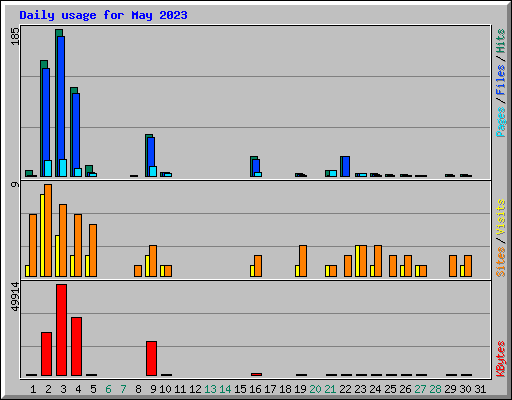 Daily usage for May 2023
185
Pages/Files/Hits
9
Sites/Visits
49914
KBytes
1 2 3 4 5 6 7 8 9 10 11 12 13 14 15 16 17 18 19 20 21 22 23 24 25 26 27 28 29 30 31